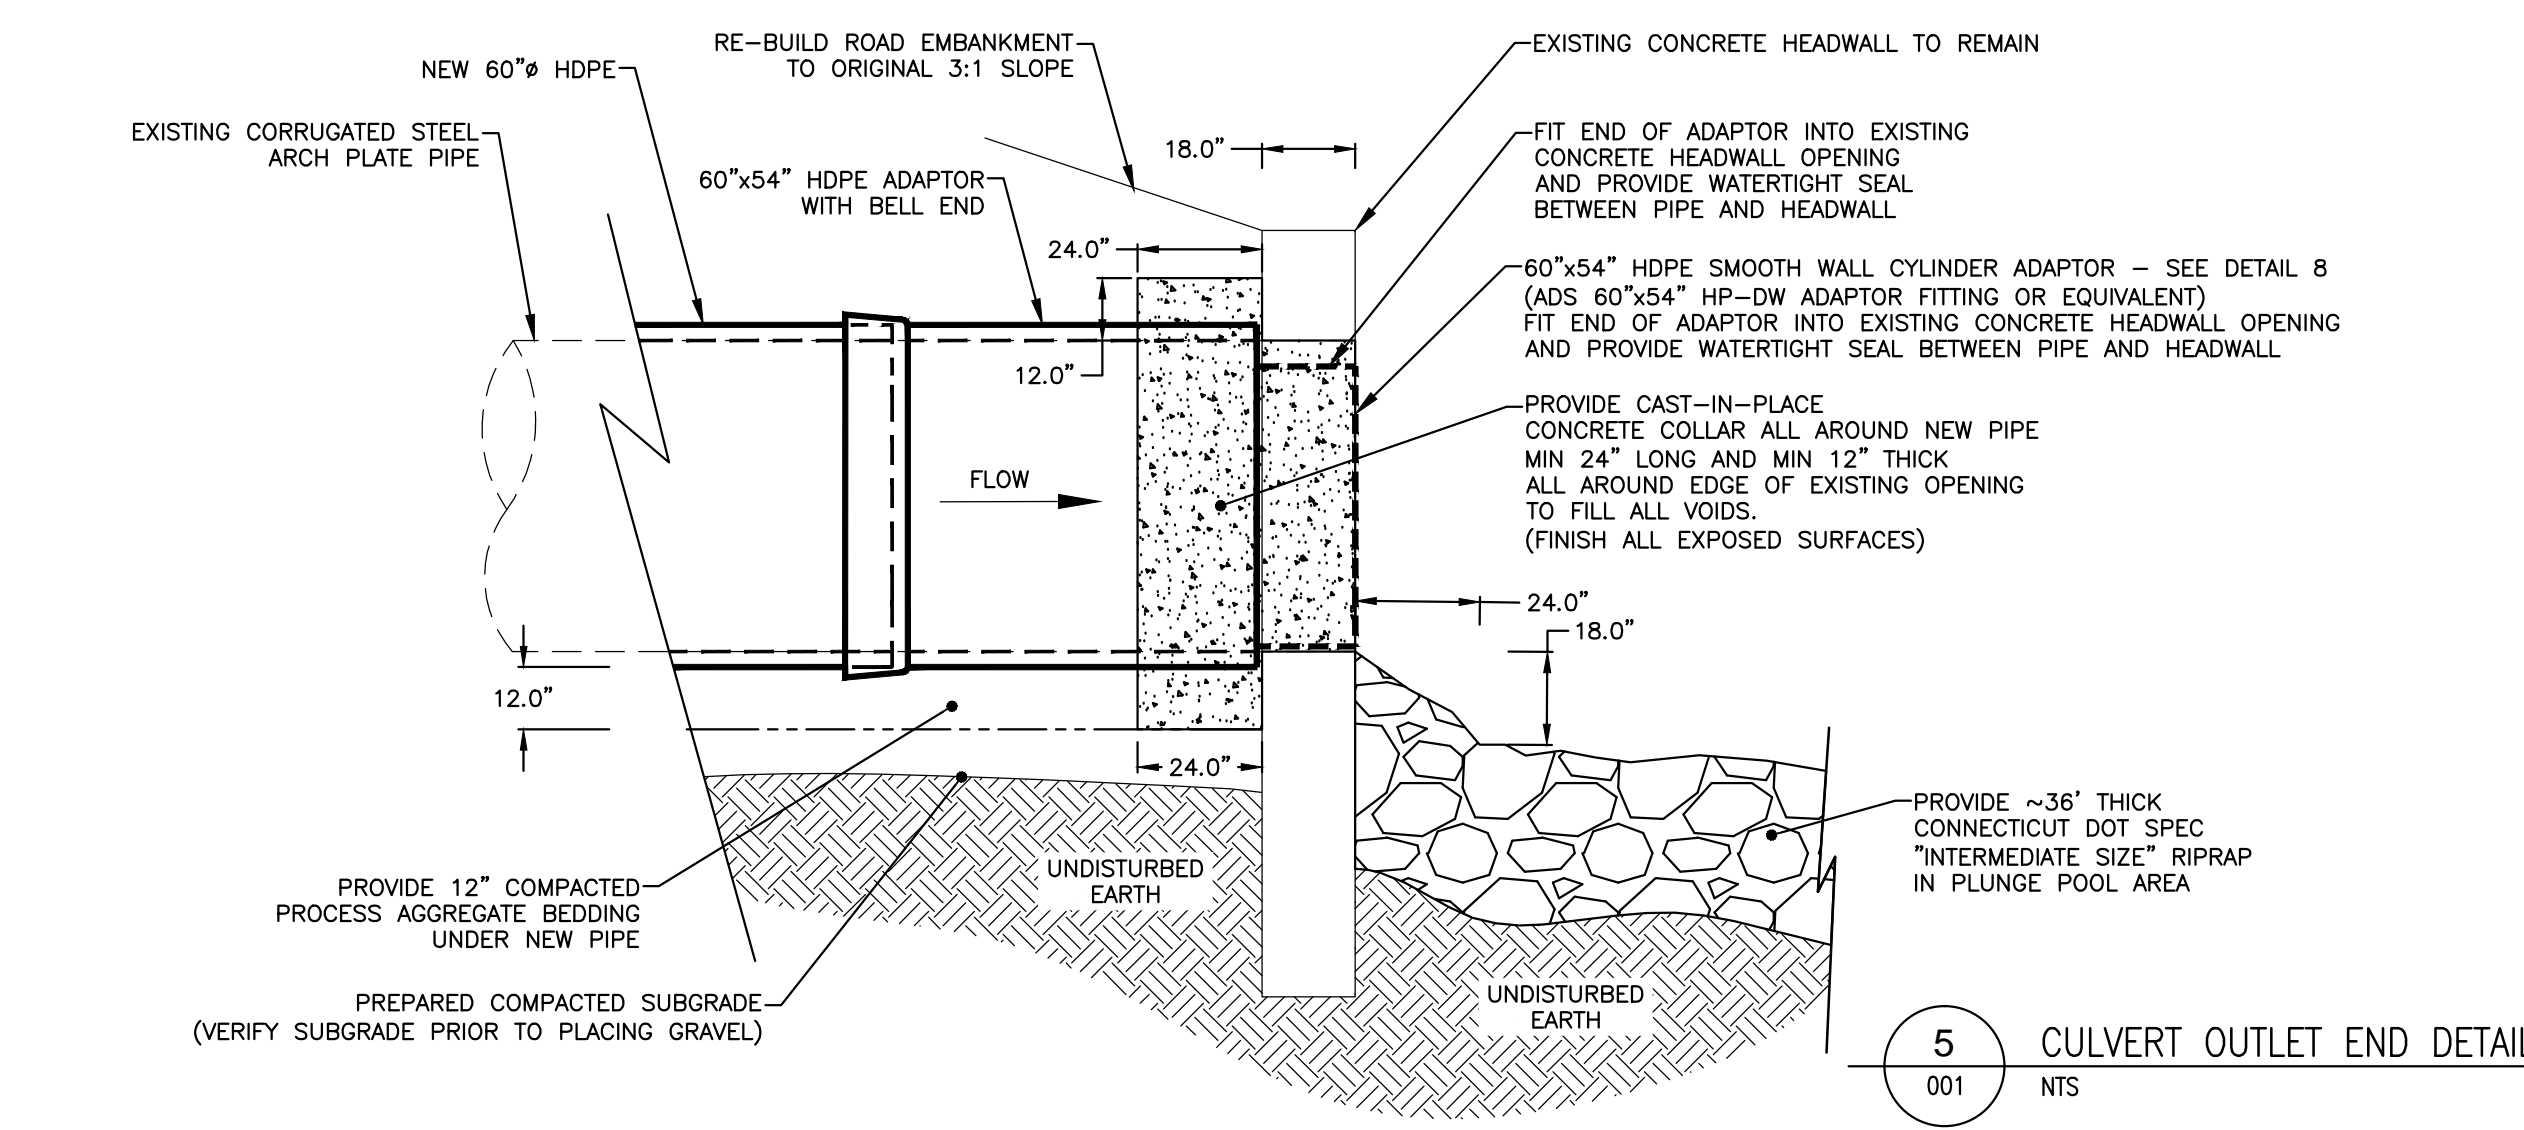 RE-BUILD ROAD EMBANKMENT
TO ORIGINAL 3:1 SLOPE
EXISTING CONCRETE HEADWALL TO REMAIN
NEW 60"ø HDPE
EXISTING CORRUGATED STEEL
ARCH PLATE PIPE
18.0"
FIT END OF ADAPTOR INTO EXISTING
CONCRETE HEADWALL OPENING
AND PROVIDE WATERTIGHT SEAL
BETWEEN PIPE AND HEADWALL
60"x54" HDPE ADAPTOR
WITH BELL END
24.0"
60"x54" HDPE SMOOTH WALL CYLINDER ADAPTOR - SEE DETAIL 8
(ADS 60"x54" HP-DW ADAPTOR FITTING OR EQUIVALENT)
FIT END OF ADAPTOR INTO EXISTING CONCRETE HEADWALL OPENING
AND PROVIDE WATERTIGHT SEAL BETWEEN PIPE AND HEADWALL
12.0"
PROVIDE CAST-IN-PLACE
CONCRETE COLLAR ALL AROUND NEW PIPE
MIN 24" LONG AND MIN 12" THICK
ALL AROUND EDGE OF EXISTING OPENING
TO FILL ALL VOIDS.
(FINISH ALL EXPOSED SURFACES)
FLOW
24.0"
18.0"
12.0"
24.0"
PROVIDE ~36' THICK
CONNECTICUT DOT SPEC
"INTERMEDIATE SIZE" RIPRAP
IN PLUNGE POOL AREA
UNDISTURBED
EARTH
PROVIDE 12" COMPACTED
PROCESS AGGREGATE BEDDING
UNDER NEW PIPE
PREPARED COMPACTED SUBGRADE
(VERIFY SUBGRADE PRIOR TO PLACING GRAVEL)
UNDISTURBED
EARTH
5
001
CULVERT OUTLET END DETAIL
NTS